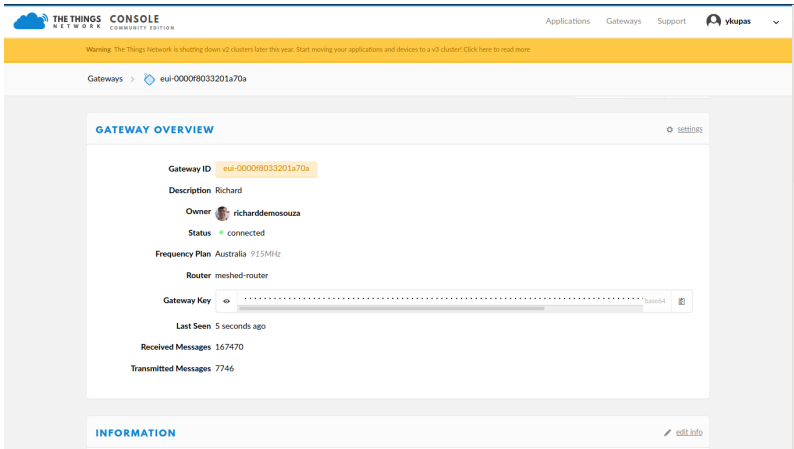 THE THINGS NETWORK CONSOLE COMMUNITY EDITION Applications Gateways Support ykupas
Warning The Things Network is shutting down v2 clusters later this year. Start moving your applications and devices to a v3 cluster! Click here to read more
Gateways > eui-0000f8033201a70a
GATEWAY OVERVIEW settings
Gateway ID eui-0000f8033201a70a
Description Richard
Owner richarddemosouza
Status connected
Frequency Plan Australia 915MHz
Router meshed-router
Gateway Key base64
Last Seen 5 seconds ago
Received Messages 167470
Transmitted Messages 7746
INFORMATION edit info